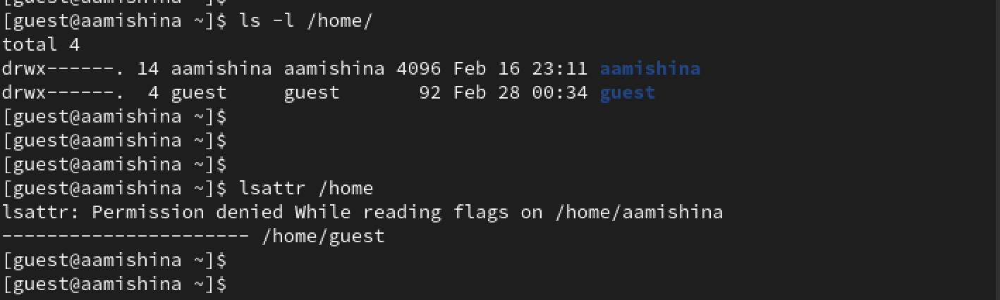 [guest@aamishina ~]$
[guest@aamishina ~]$ ls -l /home/
total 4
drwx------. 14 aamishina aamishina 4096 Feb 16 23:11 aamishina
drwx------.  4 guest     guest       92 Feb 28 00:34 guest
[guest@aamishina ~]$
[guest@aamishina ~]$
[guest@aamishina ~]$
[guest@aamishina ~]$ lsattr /home
lsattr: Permission denied While reading flags on /home/aamishina
---------------------- /home/guest
[guest@aamishina ~]$
[guest@aamishina ~]$